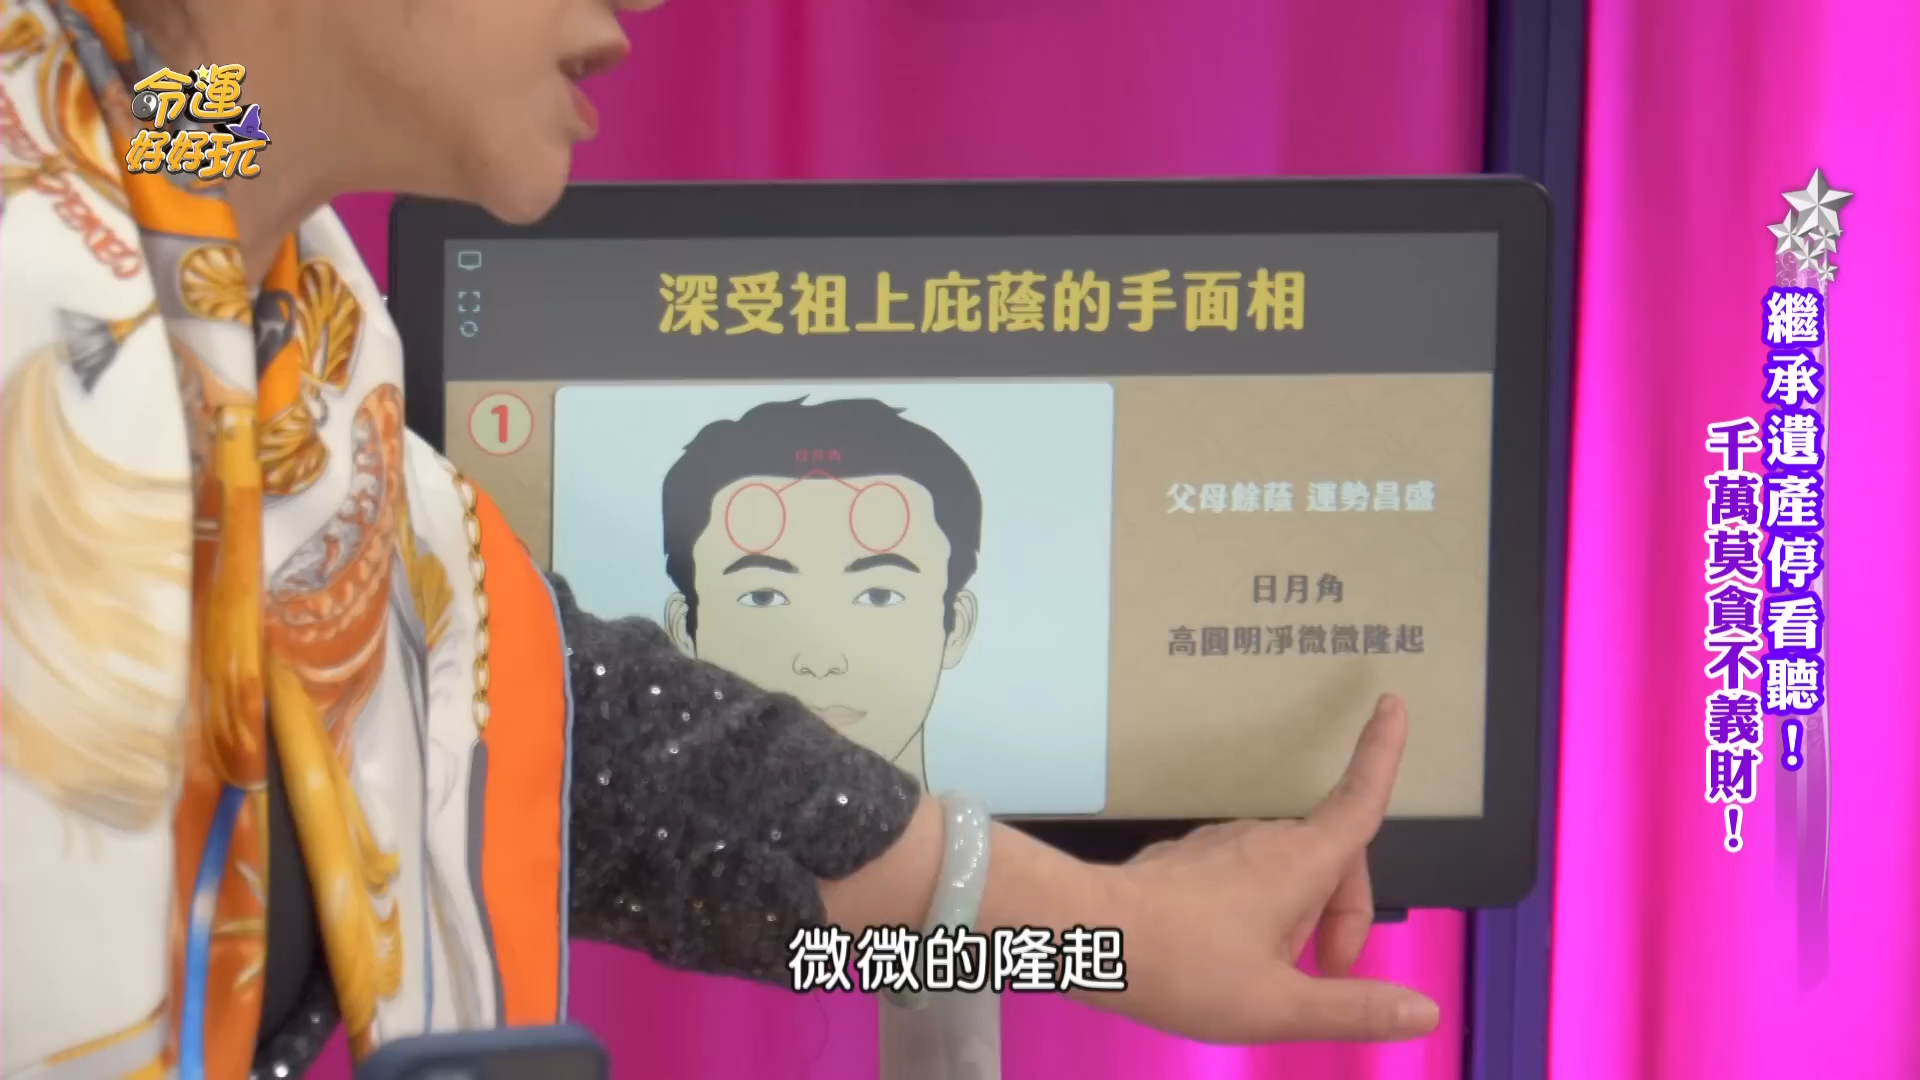 命運
好好玩
深受祖上庇蔭的手面相
1
日月角
父母餘蔭 運勢昌盛
日月角
高圓明淨微微隆起
繼承遺產停看聽！
千萬莫貪不義財！
微微的隆起